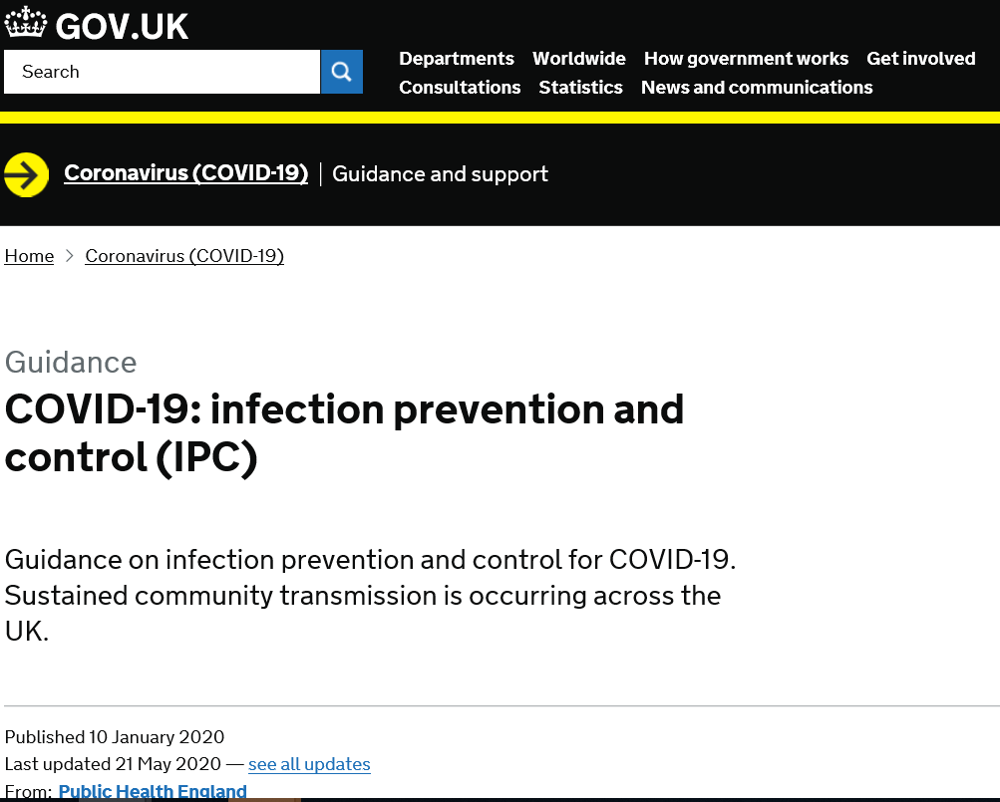 GOV.UK
Search
Departments Worldwide How government works Get involved
Consultations Statistics News and communications
Coronavirus (COVID-19) | Guidance and support
Home > Coronavirus (COVID-19)
Guidance
COVID-19: infection prevention and
control (IPC)
Guidance on infection prevention and control for COVID-19.
Sustained community transmission is occurring across the
UK.
Published 10 January 2020
Last updated 21 May 2020 — see all updates
From: Public Health England